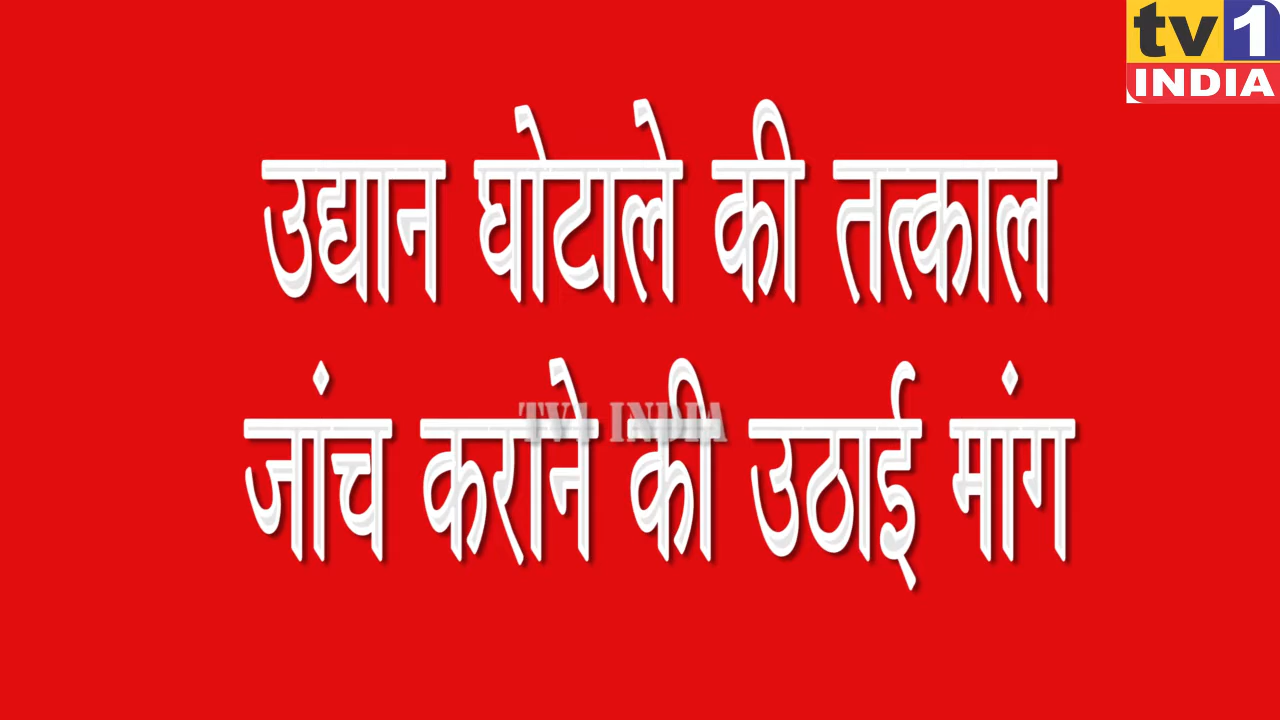 tv1
INDIA
उद्यान घोटाले की तत्काल
जांच कराने की उठाई मांग
TV1 INDIA